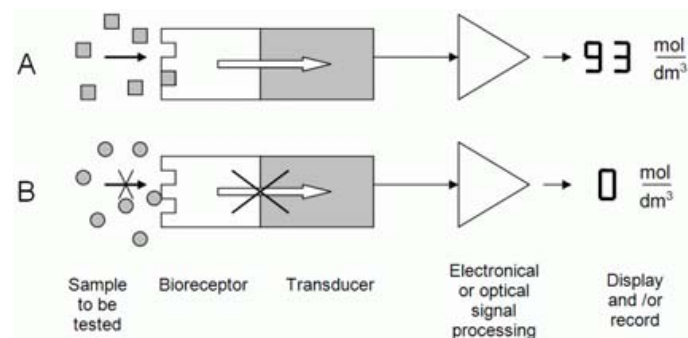 A
93 mol
dm³
B
0 mol
dm³
Sample
to be
tested
Bioreceptor
Transducer
Electronical
or optical
signal
processing
Display
and /or
record